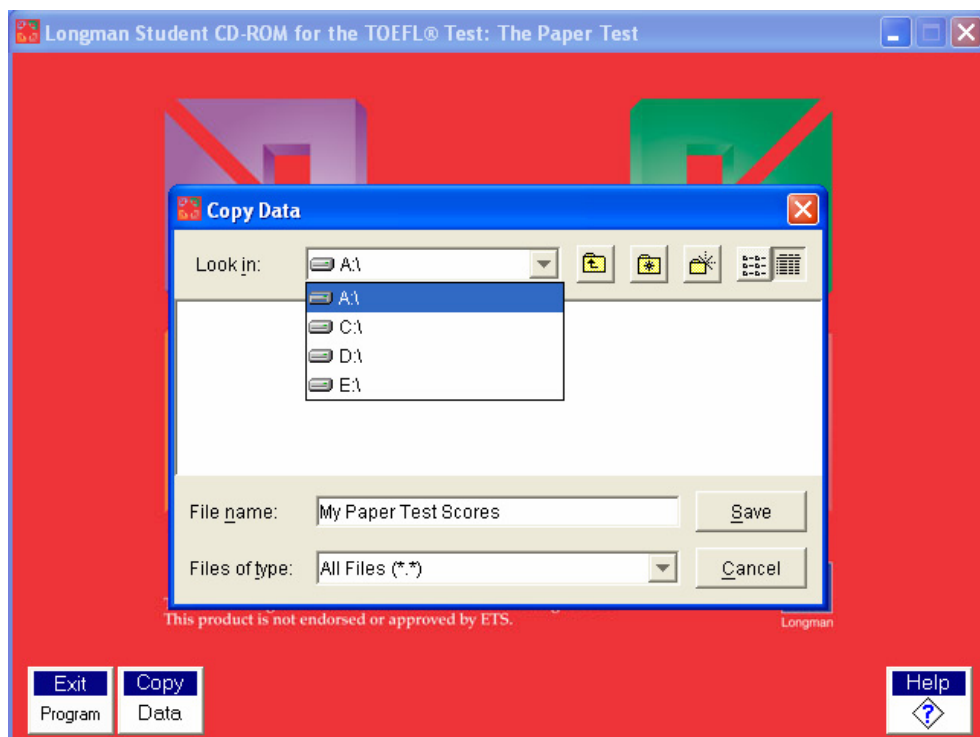 Longman Student CD-ROM for the TOEFL® Test: The Paper Test
Copy Data
Look in: A:\
A:\
C:\
D:\
E:\
File name: My Paper Test Scores Save
Files of type: All Files (*.*) Cancel
This product is not endorsed or approved by ETS.
Longman
Exit Program
Copy Data
Help
?